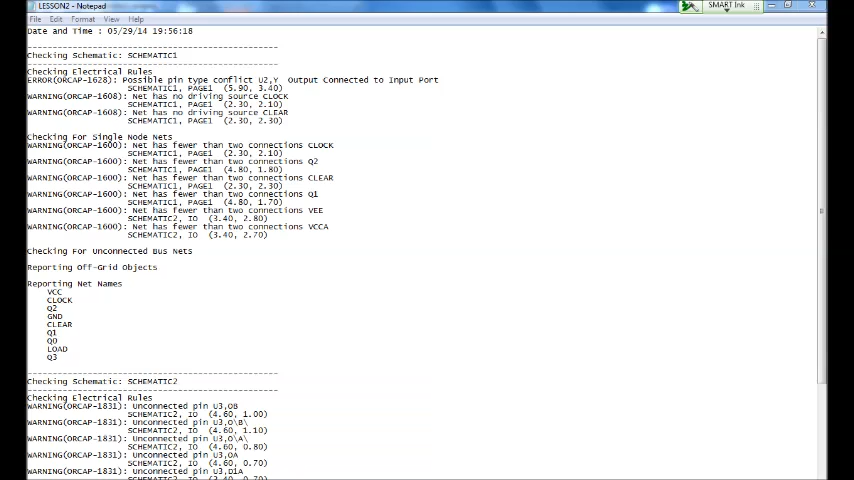 LESSON2 - Notepad
SMART Ink
File Edit Format View Help
Date and Time : 05/29/14 19:56:18
--------------------------------------------------
Checking Schematic: SCHEMATIC1
--------------------------------------------------
Checking Electrical Rules
ERROR(ORCAP-1628): Possible pin type conflict U2,Y  Output Connected to Input Port
SCHEMATIC1, PAGE1  (5.90, 3.40)
WARNING(ORCAP-1608): Net has no driving source CLOCK
SCHEMATIC1, PAGE1  (2.30, 2.10)
WARNING(ORCAP-1608): Net has no driving source CLEAR
SCHEMATIC1, PAGE1  (2.30, 2.30)
Checking For Single Node Nets
WARNING(ORCAP-1600): Net has fewer than two connections CLOCK
SCHEMATIC1, PAGE1  (2.30, 2.10)
WARNING(ORCAP-1600): Net has fewer than two connections Q2
SCHEMATIC1, PAGE1  (4.80, 1.80)
WARNING(ORCAP-1600): Net has fewer than two connections CLEAR
SCHEMATIC1, PAGE1  (2.30, 2.30)
WARNING(ORCAP-1600): Net has fewer than two connections Q1
SCHEMATIC1, PAGE1  (4.80, 1.70)
WARNING(ORCAP-1600): Net has fewer than two connections VEE
SCHEMATIC2, IO  (3.40, 2.80)
WARNING(ORCAP-1600): Net has fewer than two connections VCCA
SCHEMATIC2, IO  (3.40, 2.70)
Checking For Unconnected Bus Nets
Reporting Off-Grid Objects
Reporting Net Names
VCC
CLOCK
Q2
GND
CLEAR
Q1
Q0
LOAD
Q3
--------------------------------------------------
Checking Schematic: SCHEMATIC2
--------------------------------------------------
Checking Electrical Rules
WARNING(ORCAP-1831): Unconnected pin U3,OB
SCHEMATIC2, IO  (4.60, 1.00)
WARNING(ORCAP-1831): Unconnected pin U3,O\B\
SCHEMATIC2, IO  (4.60, 1.10)
WARNING(ORCAP-1831): Unconnected pin U3,O\A\
SCHEMATIC2, IO  (4.60, 0.80)
WARNING(ORCAP-1831): Unconnected pin U3,OA
SCHEMATIC2, IO  (4.60, 0.70)
WARNING(ORCAP-1831): Unconnected pin U3,D1A
SCHEMATIC2, IO  (3.40, 0.70)